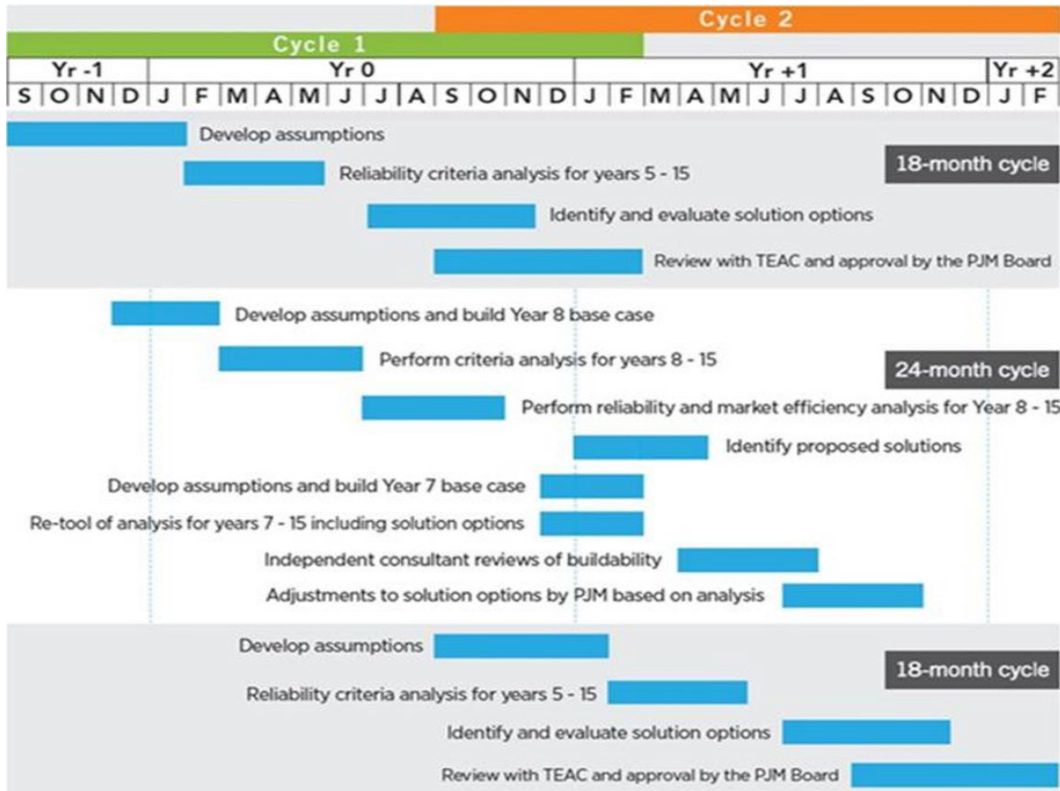 Cycle 2
Cycle 1
Yr -1 Yr 0 Yr +1 Yr +2
S O N D J F M A M J J A S O N D J F M A M J J A S O N D J F
Develop assumptions
18-month cycle
Reliability criteria analysis for years 5 - 15
Identify and evaluate solution options
Review with TEAC and approval by the PJM Board
Develop assumptions and build Year 8 base case
Perform criteria analysis for years 8 - 15
24-month cycle
Perform reliability and market efficiency analysis for Year 8 - 15
Identify proposed solutions
Develop assumptions and build Year 7 base case
Re-tool of analysis for years 7 - 15 including solution options
Independent consultant reviews of buildability
Adjustments to solution options by PJM based on analysis
Develop assumptions
18-month cycle
Reliability criteria analysis for years 5 - 15
Identify and evaluate solution options
Review with TEAC and approval by the PJM Board